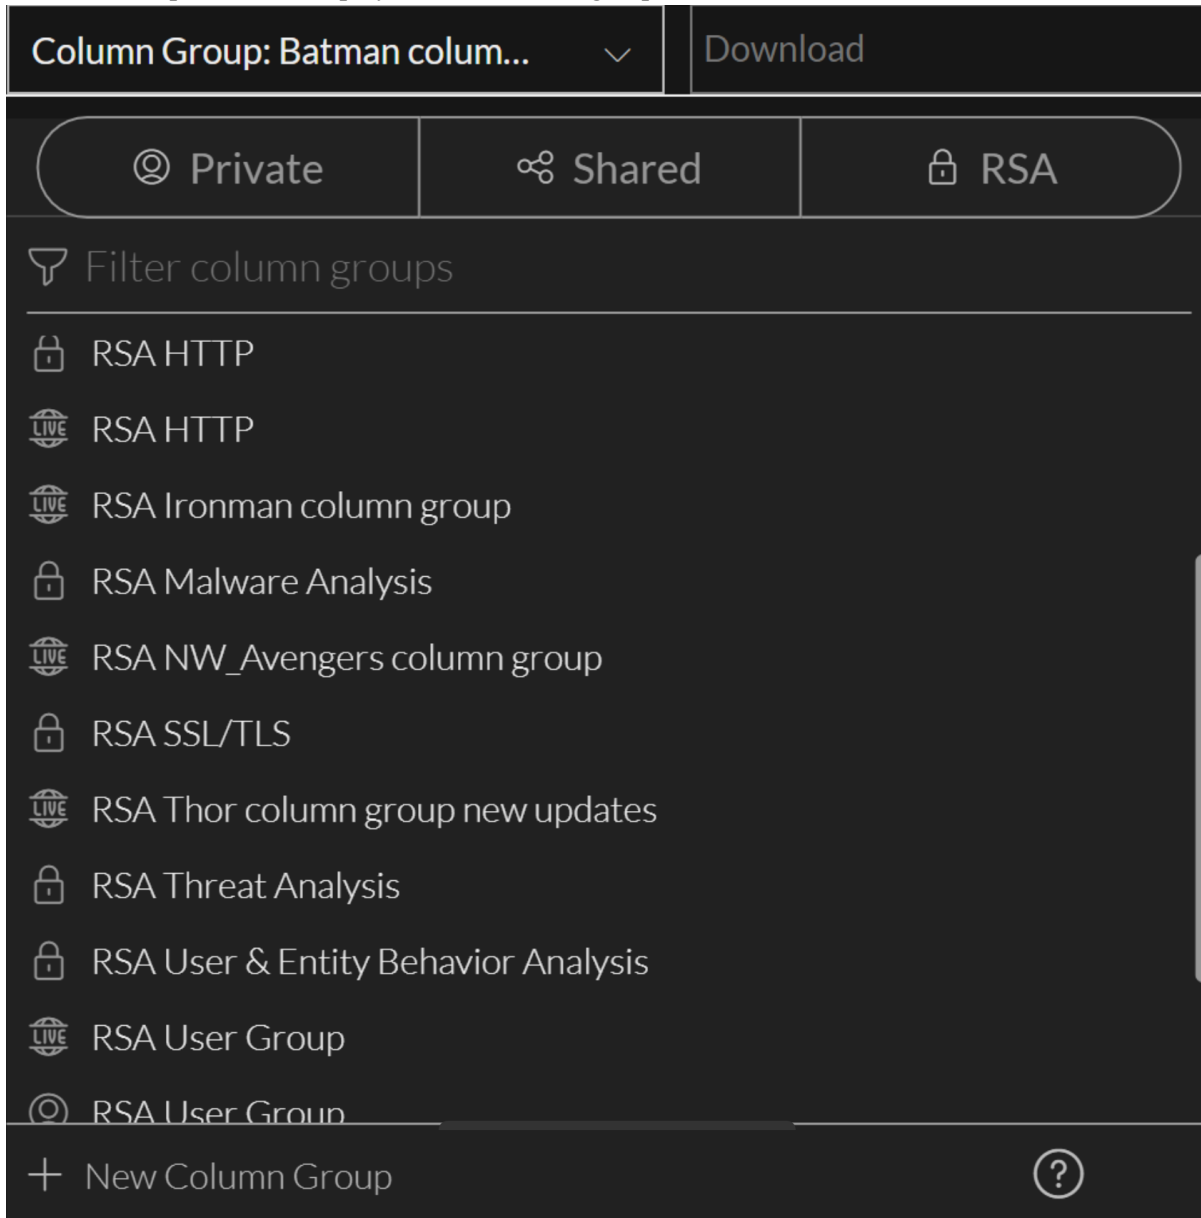 Column Group: Batman colum... Download
Private Shared RSA
Filter column groups
RSA HTTP
LIVE RSA HTTP
LIVE RSA Ironman column group
RSA Malware Analysis
LIVE RSA NW_Avengers column group
RSA SSL/TLS
LIVE RSA Thor column group new updates
RSA Threat Analysis
RSA User & Entity Behavior Analysis
LIVE RSA User Group
RSA User Group
+ New Column Group ?